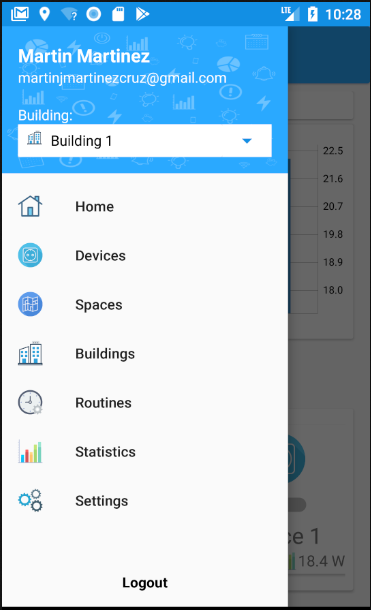 LTE 10:28
Martin Martinez
martinjmartinezcruz@gmail.com
Building:
Building 1
22.5
21.6
20.7
19.8
18.9
18.0
Home
Devices
Spaces
Buildings
Routines
Statistics
Settings
ce 1
18.4 W
Logout